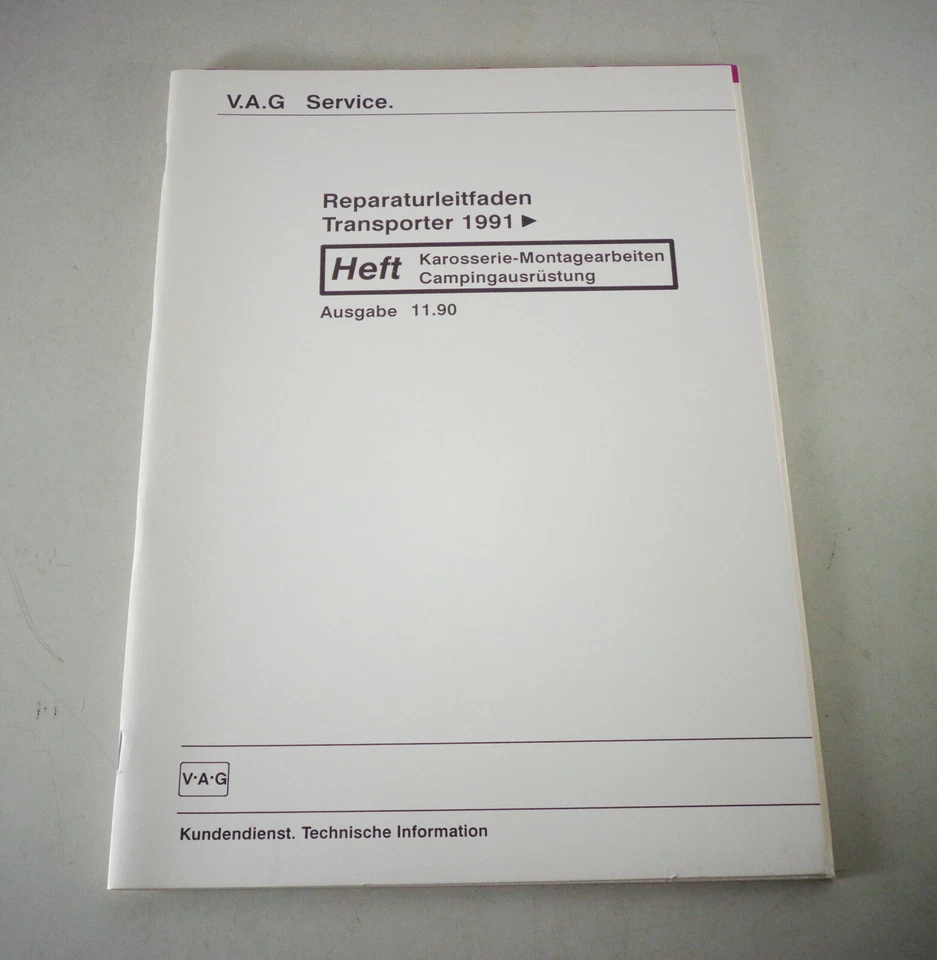 V.A.G Service.
Reparaturleitfaden
Transporter 1991 ►
Heft
Karosserie-Montagearbeiten
Campingausrüstung
Ausgabe 11.90
V·A·G
Kundendienst. Technische Information